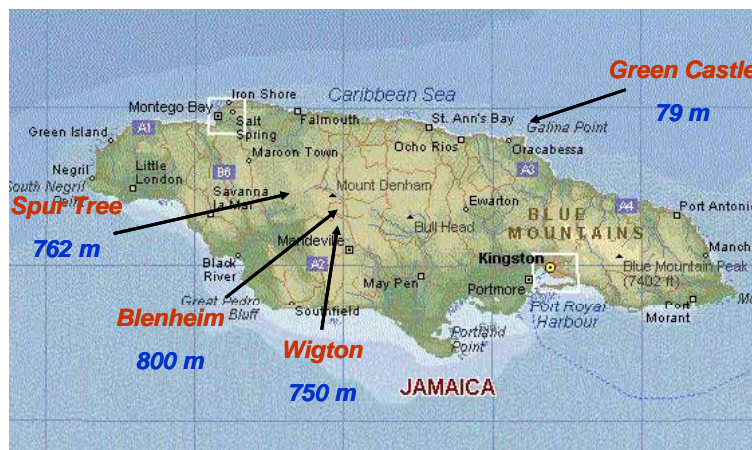 Green Castle
79 m
Iron Shore
Caribbean Sea
Montego Bay
Salt
Spring
Falmouth
St. Ann's Bay
Galina Point
Green Island
A1
Ocho Rios
Oracabessa
Maroon Town
A3
Negril
Little
London
B6
Mount Denham
South Negril
Savanna
la Mar
Ewarton
A4
Port Antonio
Spur Tree
762 m
BLUE
MOUNTAINS
Bull Head
Mandeville
Kingston
Manch
Black
River
A2
May Pen
Portmore
Blue Mountain Peak
(7402 ft)
Great Pedro
Bluff
Southfield
Port Royal
Harbour
Port
Morant
Blenheim
800 m
Wigton
750 m
Portland
Point
JAMAICA